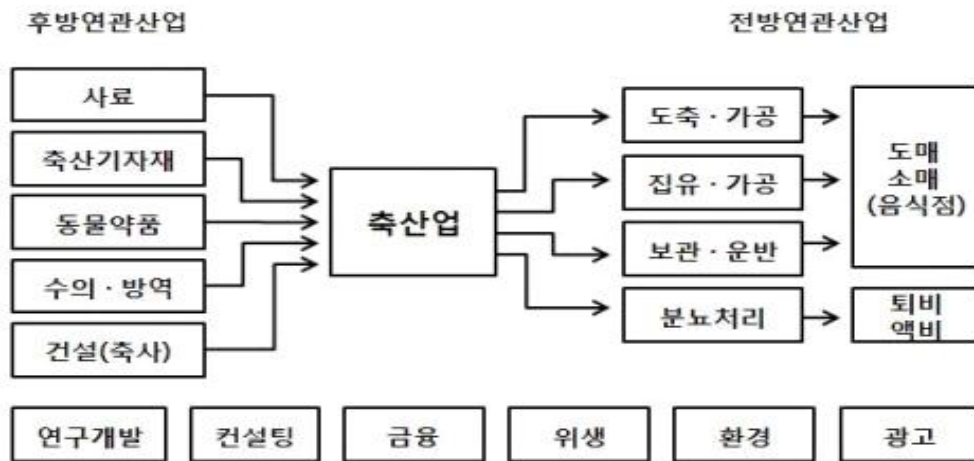 후방연관산업
전방연관산업
사료
축산기자재
동물약품
수의 · 방역
건설(축사)
축산업
도축 · 가공
집유 · 가공
보관 · 운반
분뇨처리
도매
소매
(음식점)
퇴비
액비
연구개발
컨설팅
금융
위생
환경
광고